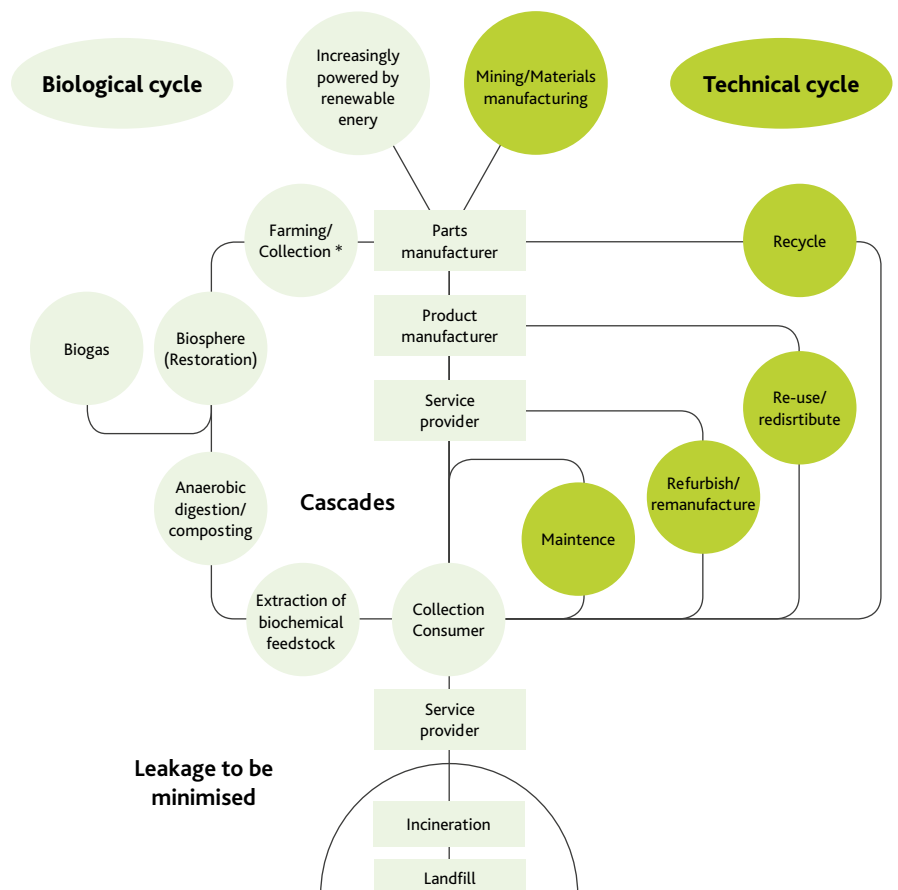 Biological cycle
Increasingly
powered by
renewable
enery
Mining/Materials
manufacturing
Technical cycle
Farming/
Collection *
Parts
manufacturer
Recycle
Biogas
Biosphere
(Restoration)
Product
manufacturer
Service
provider
Re-use/
redisrtibute
Anaerobic
digestion/
composting
Cascades
Refurbish/
remanufacture
Maintence
Extraction of
biochemical
feedstock
Collection
Consumer
Service
provider
Leakage to be
minimised
Incineration
Landfill